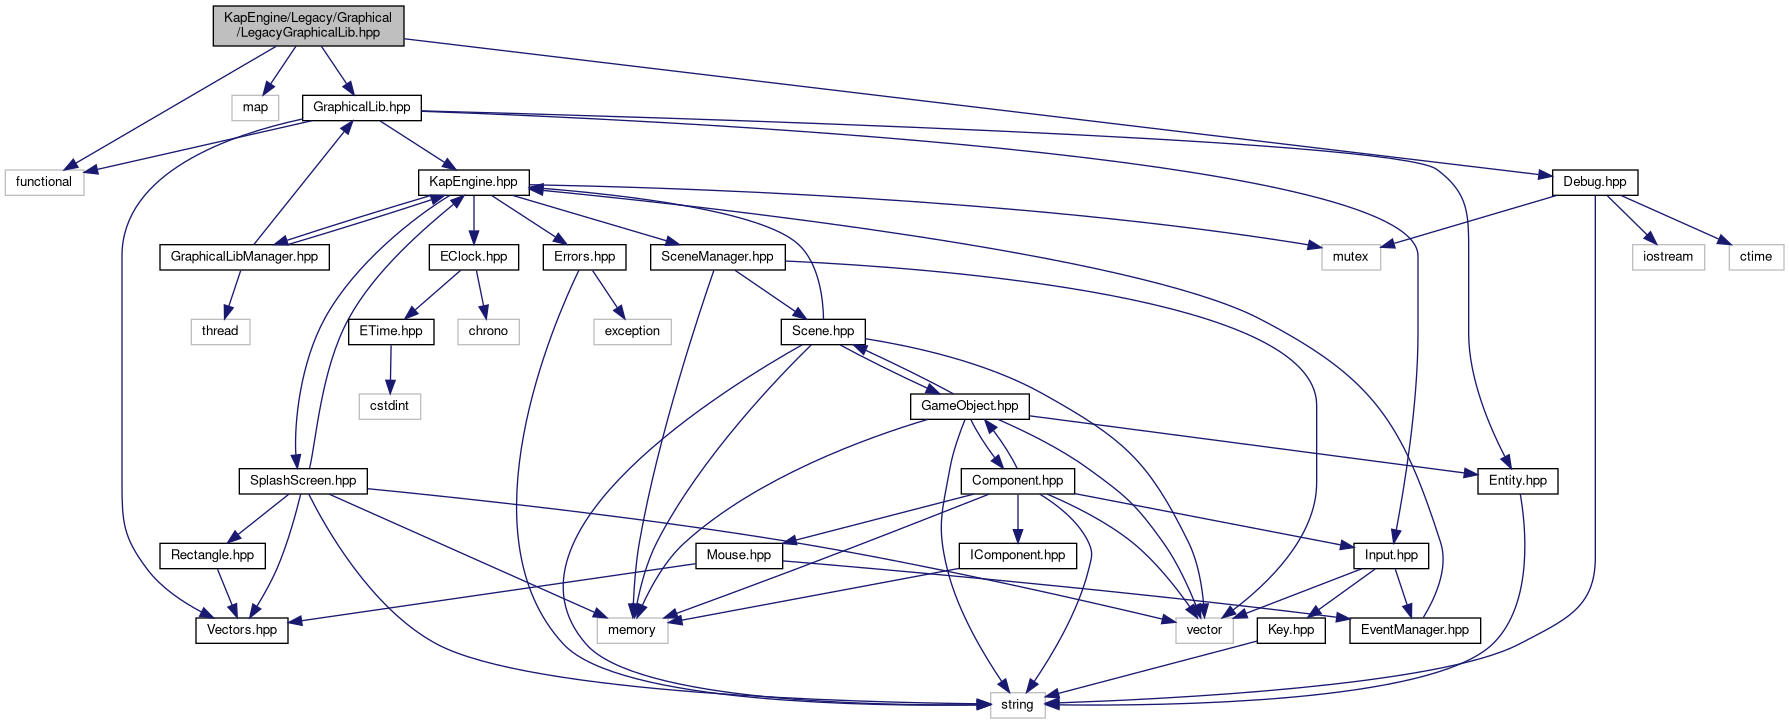 KapEngine/Legacy/Graphical
/LegacyGraphicalLib.hpp
map
GraphicalLib.hpp
functional
KapEngine.hpp
Debug.hpp
GraphicalLibManager.hpp
EClock.hpp
Errors.hpp
SceneManager.hpp
mutex
iostream
ctime
thread
ETime.hpp
chrono
exception
Scene.hpp
cstdint
GameObject.hpp
SplashScreen.hpp
Component.hpp
Entity.hpp
Rectangle.hpp
Mouse.hpp
IComponent.hpp
Input.hpp
Vectors.hpp
memory
vector
Key.hpp
EventManager.hpp
string